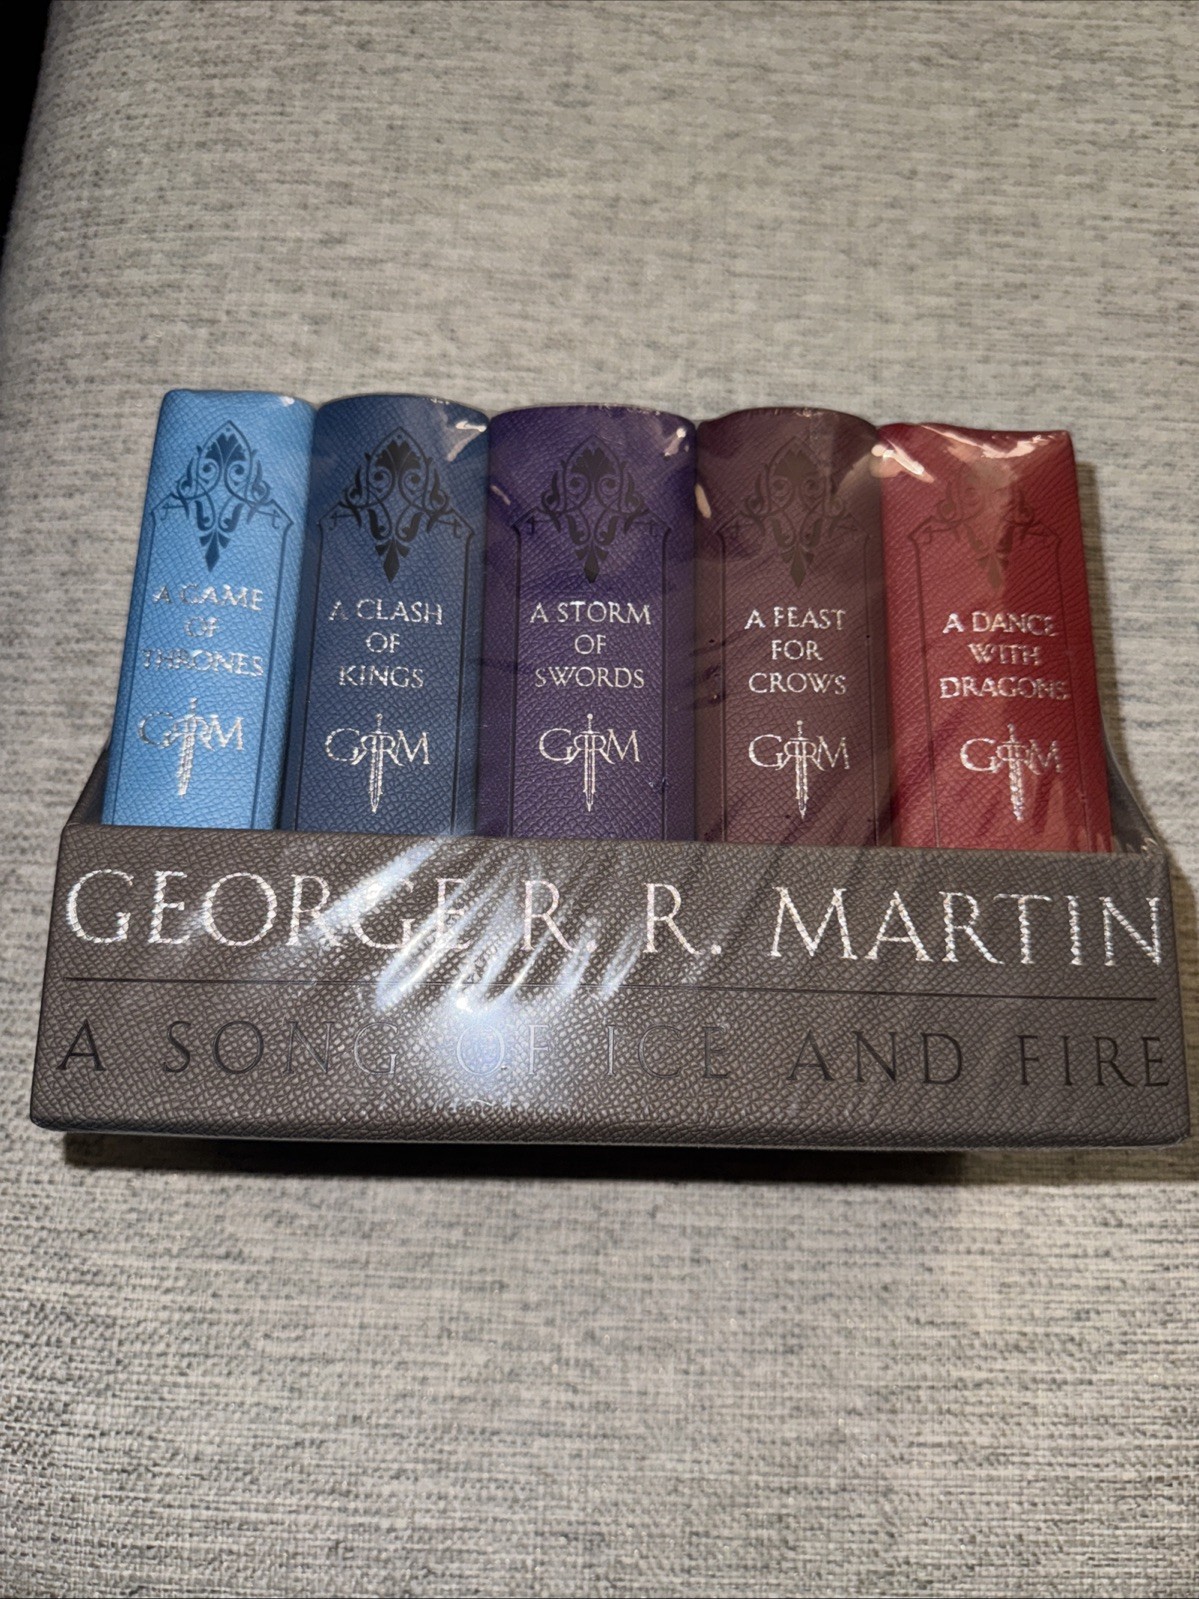 A GAME
OF
THRONES
GRRM
A CLASH
OF
KINGS
GRRM
A STORM
OF
SWORDS
GRRM
A FEAST
FOR
CROWS
GRRM
A DANCE
WITH
DRAGONS
GRRM
GEORGE R. R. MARTIN
A SONG OF ICE AND FIRE